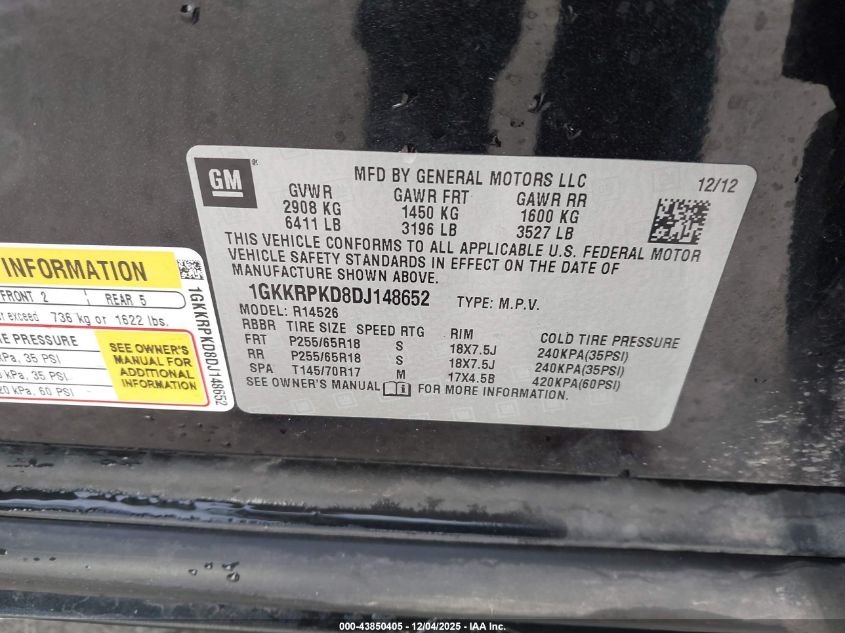 GM
®
MFD BY GENERAL MOTORS LLC
12/12
GVWR GAWR FRT GAWR RR
2908 KG 1450 KG 1600 KG
6411 LB 3196 LB 3527 LB
THIS VEHICLE CONFORMS TO ALL APPLICABLE U.S. FEDERAL MOTOR
VEHICLE SAFETY STANDARDS IN EFFECT ON THE DATE OF
MANUFACTURE SHOWN ABOVE.
1GKKRPKD8DJ148652 TYPE: M.P.V.
MODEL: R14526
RBBR TIRE SIZE SPEED RTG RIM COLD TIRE PRESSURE
FRT P255/65R18 S 18X7.5J 240KPA(35PSI)
RR P255/65R18 S 18X7.5J 240KPA(35PSI)
SPA T145/70R17 M 17X4.5B 420KPA(60PSI)
SEE OWNER'S MANUAL FOR MORE INFORMATION.
INFORMATION
FRONT 2 REAR 5
exceed 736 kg or 1622 lbs.
PRESSURE
kPa, 35 PSI
kPa, 35 PSI
kPa, 60 PSI
SEE OWNER'S
MANUAL FOR
ADDITIONAL
INFORMATION
1GKKRPKD8DJ148652
000-43850405 - 12/04/2025 - IAA Inc.